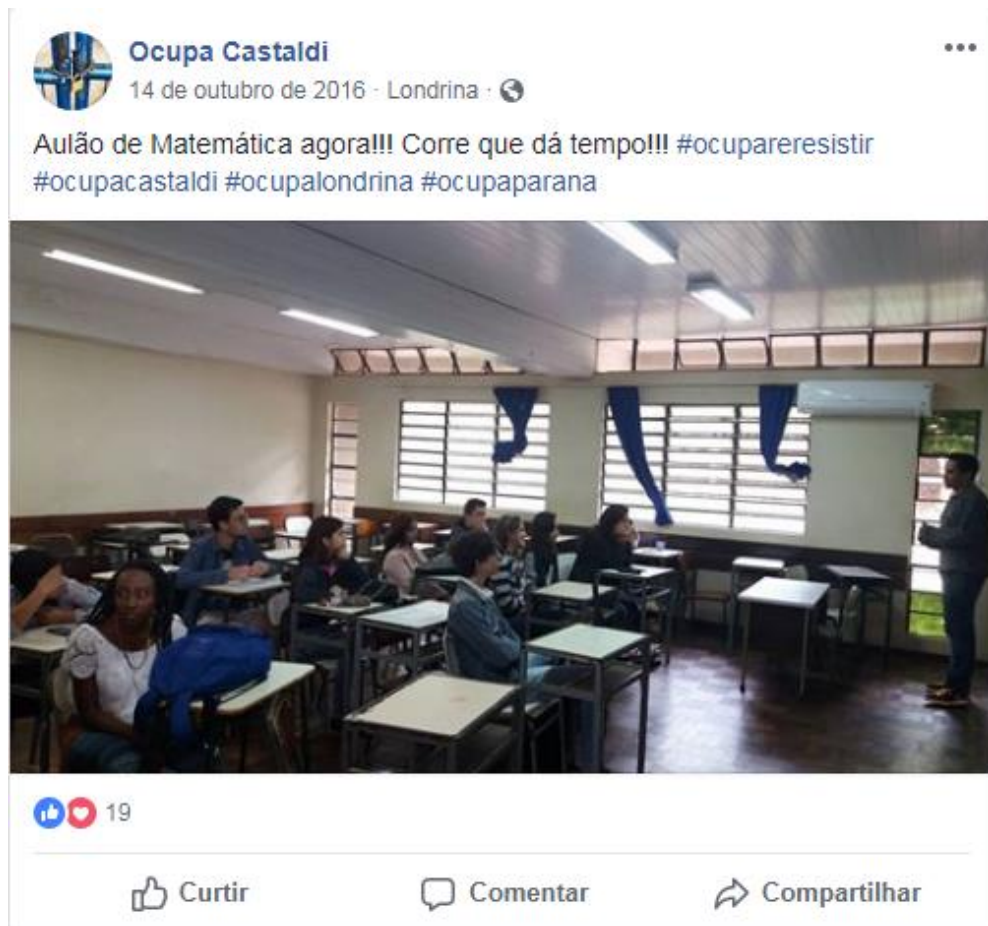 Ocupa Castaldi
14 de outubro de 2016 · Londrina ·
Aulão de Matemática agora!!! Corre que dá tempo!!! #ocupareresistir
#ocupacastaldi #ocupalondrina #ocupaparana
19
Curtir Comentar Compartilhar